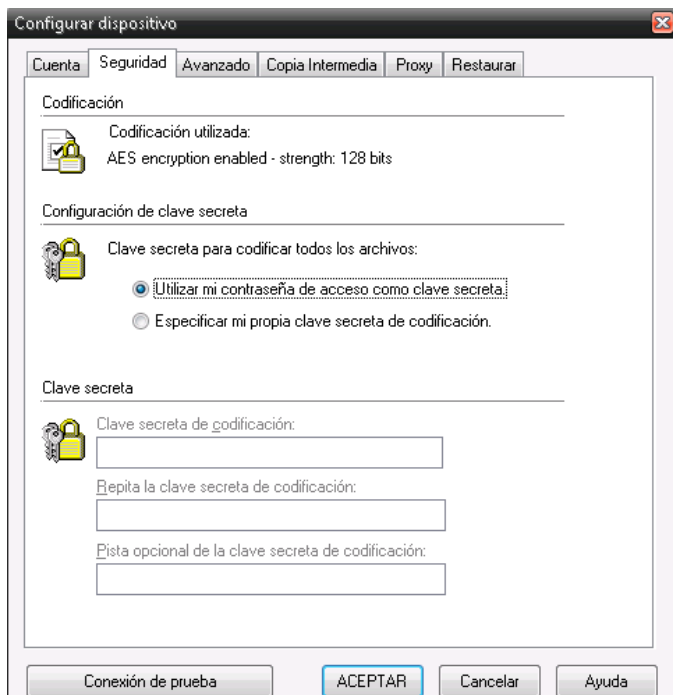 Configurar dispositivo
Cuenta Seguridad Avanzado Copia Intermedia Proxy Restaurar
Codificación
Codificación utilizada:
AES encryption enabled - strength: 128 bits
Configuración de clave secreta
Clave secreta para codificar todos los archivos:
Utilizar mi contraseña de acceso como clave secreta.
Especificar mi propia clave secreta de codificación.
Clave secreta
Clave secreta de codificación:
Repita la clave secreta de codificación:
Pista opcional de la clave secreta de codificación:
Conexión de prueba ACEPTAR Cancelar Ayuda